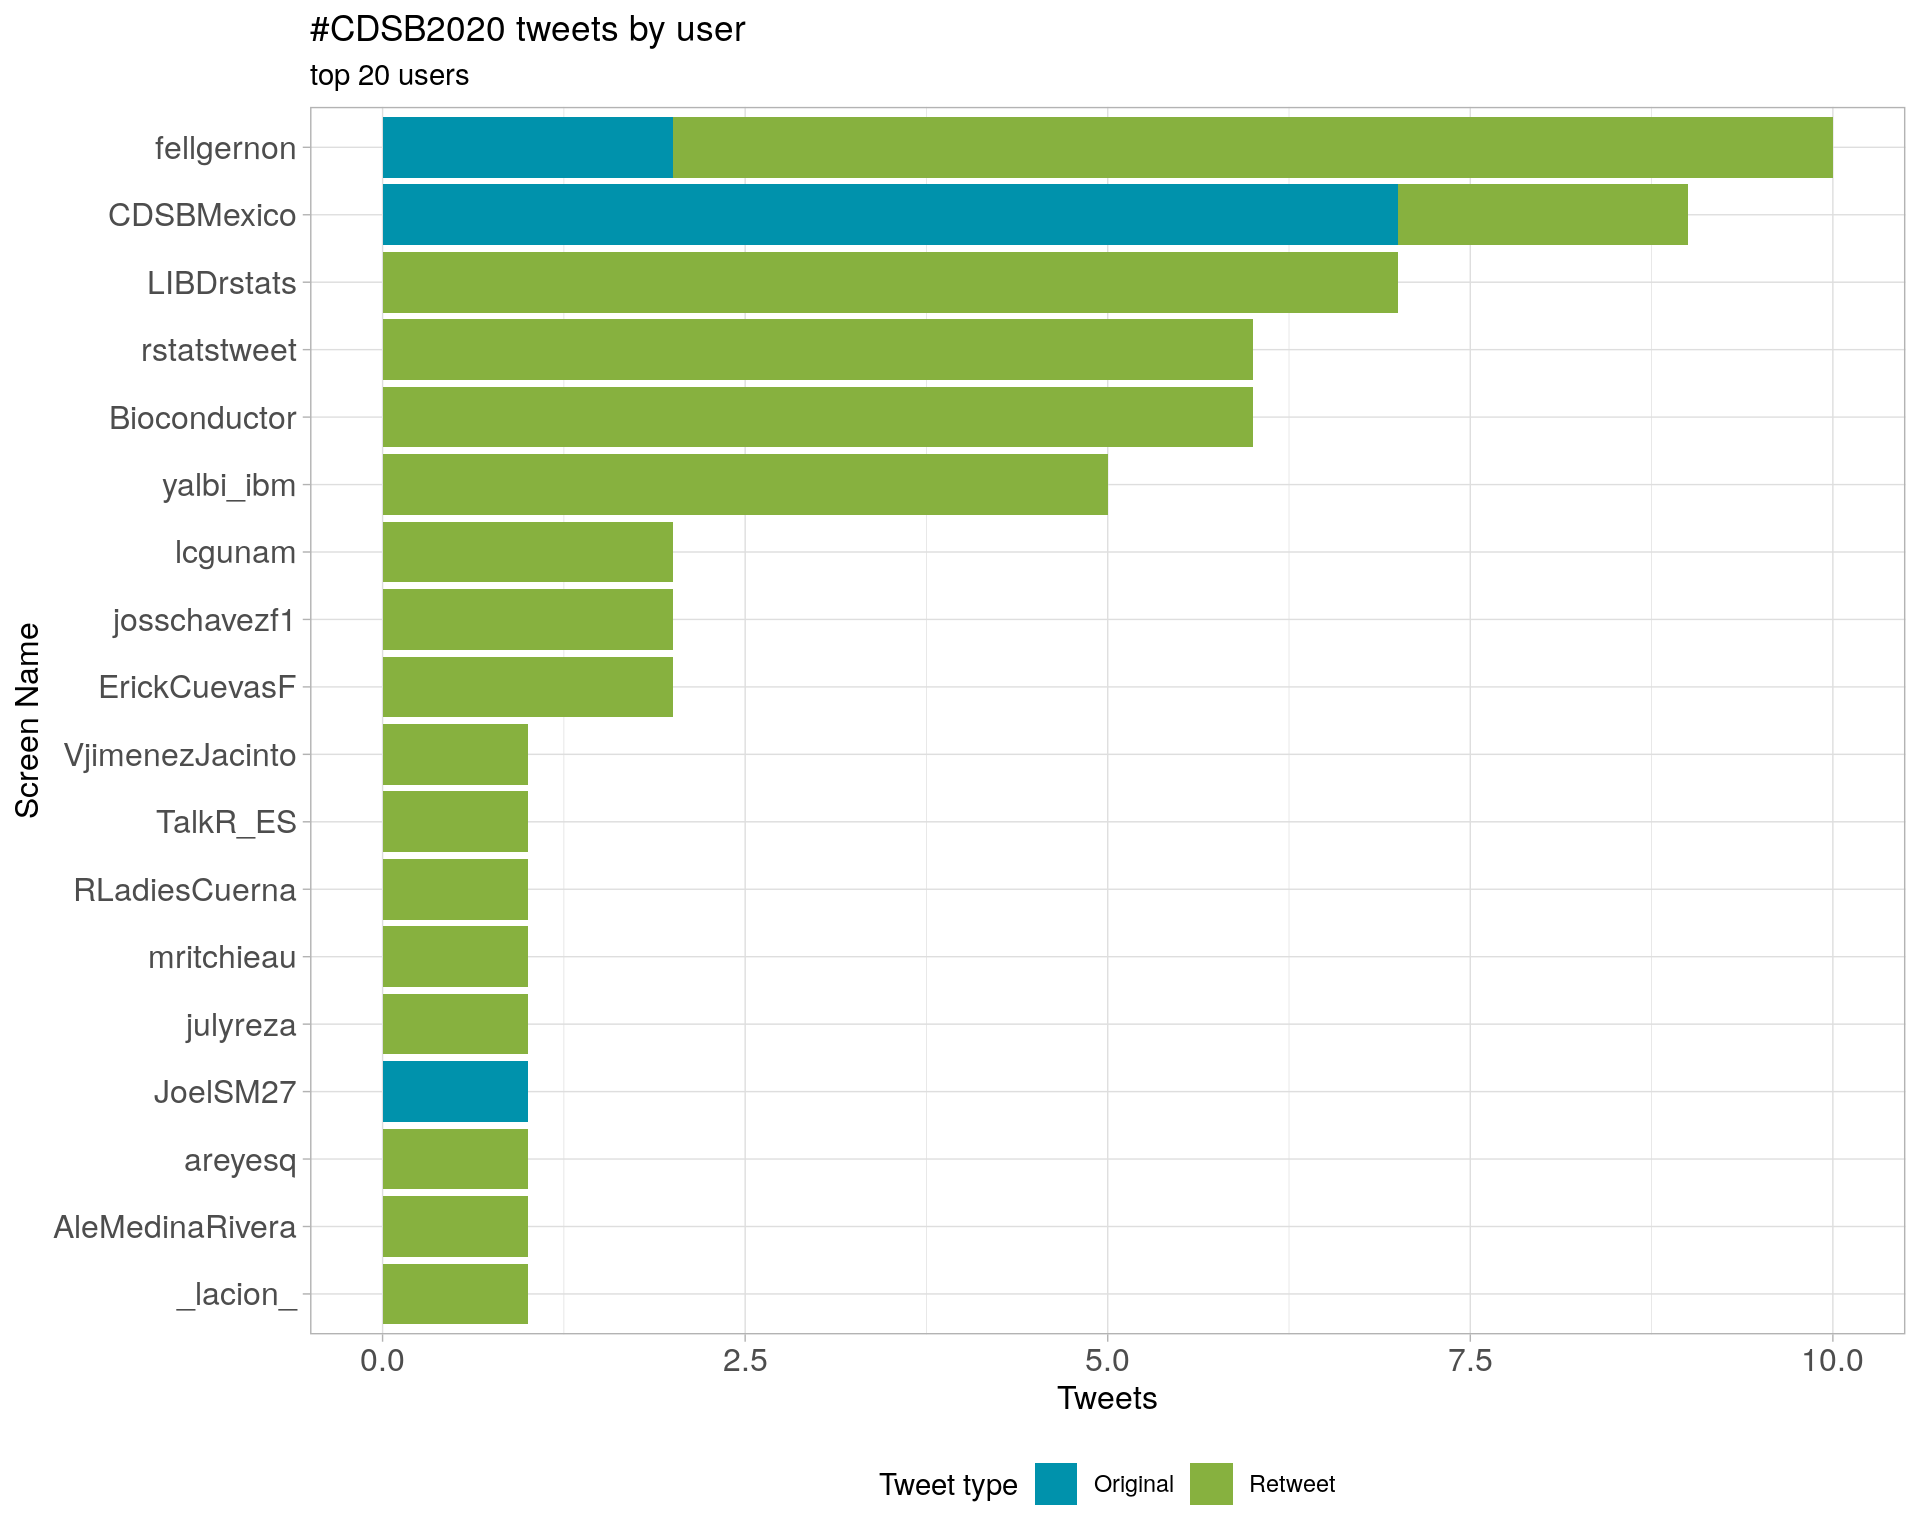 #CDSB2020 tweets by user
top 20 users
Screen Name
fellgernon
CDSBMexico
LIBDrstats
rstatstweet
Bioconductor
yalbi_ibm
lcgunam
josschavezf1
ErickCuevasF
VjimenezJacinto
TalkR_ES
RLadiesCuerna
mritchieau
julyreza
JoelSM27
areyesq
AleMedinaRivera
_lacion_
0.0 2.5 5.0 7.5 10.0
Tweets
Tweet type Original Retweet